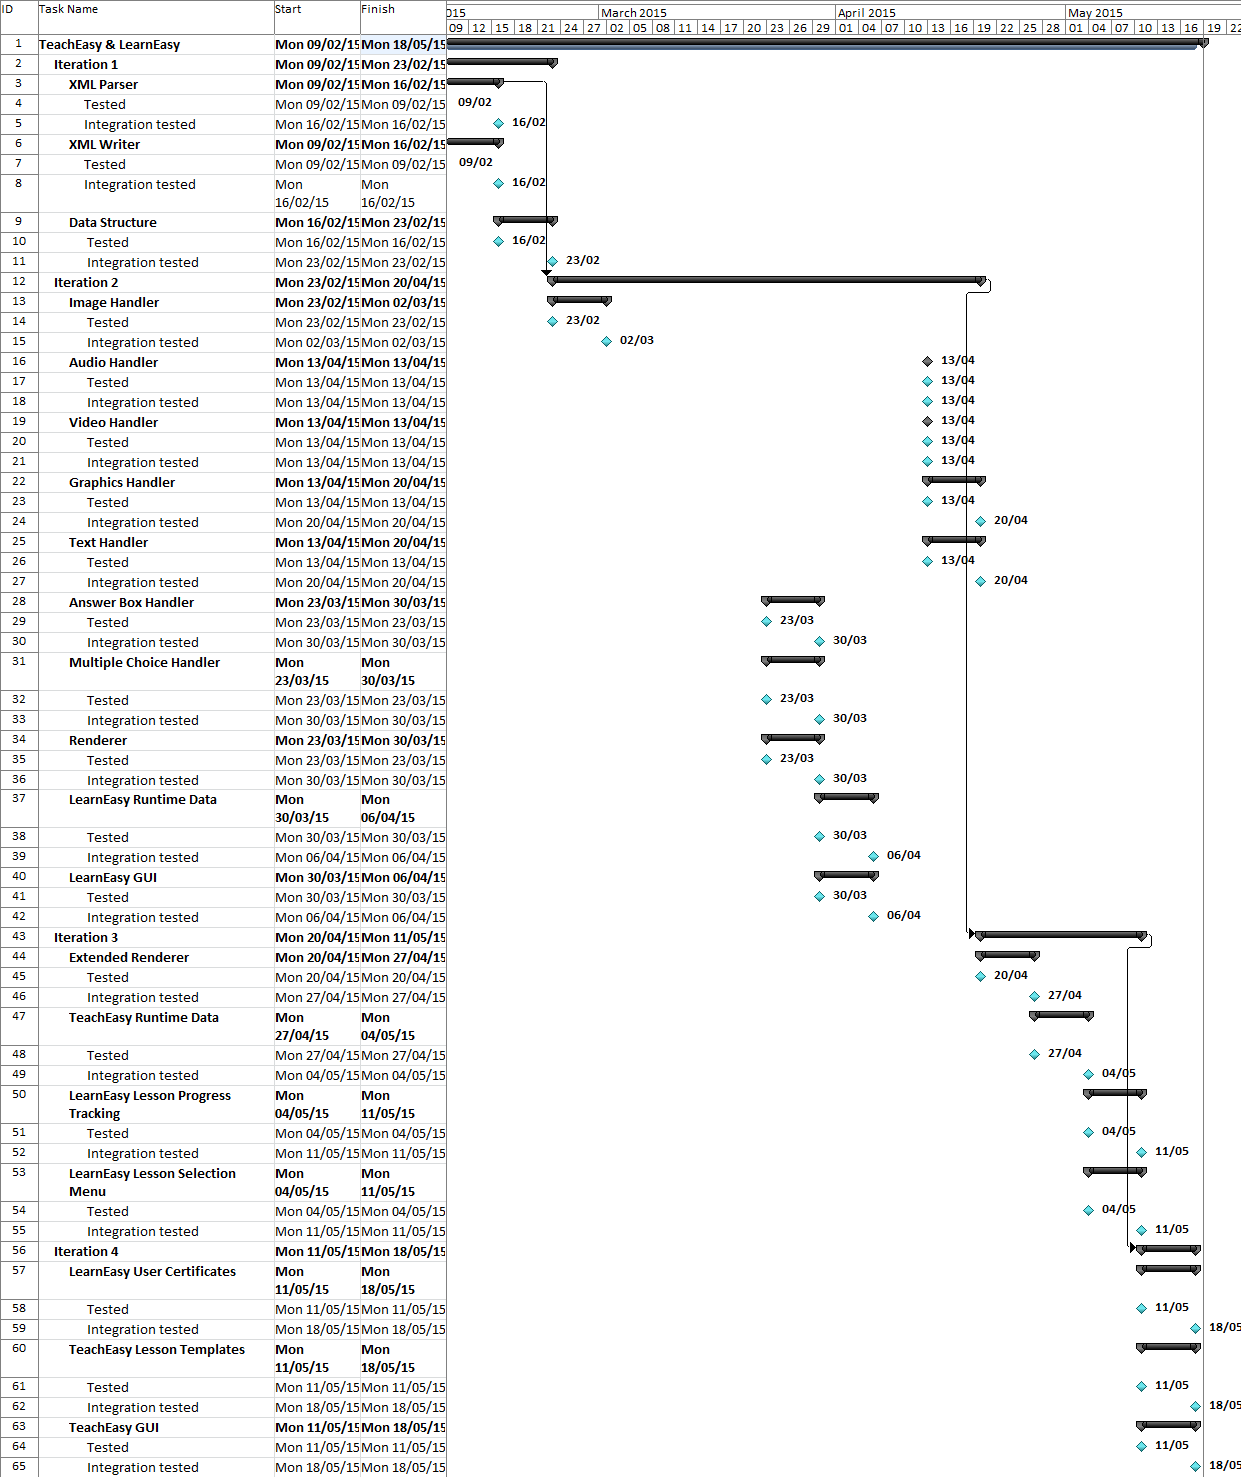 ID Task Name Start Finish 015 March 2015 April 2015 May 2015
09 12 15 18 21 24 27 02 05 08 11 14 17 20 23 26 29 01 04 07 10 13 16 19 22 25 28 01 04 07 10 13 16 19 22
1 TeachEasy & LearnEasy Mon 09/02/15 Mon 18/05/15
2 Iteration 1 Mon 09/02/15 Mon 23/02/15
3 XML Parser Mon 09/02/15 Mon 16/02/15
4 Tested Mon 09/02/15 Mon 09/02/15 09/02
5 Integration tested Mon 16/02/15 Mon 16/02/15 16/02
6 XML Writer Mon 09/02/15 Mon 16/02/15
7 Tested Mon 09/02/15 Mon 09/02/15 09/02
8 Integration tested Mon Mon 16/02
16/02/15 16/02/15
9 Data Structure Mon 16/02/15 Mon 23/02/15
10 Tested Mon 16/02/15 Mon 16/02/15 16/02
11 Integration tested Mon 23/02/15 Mon 23/02/15 23/02
12 Iteration 2 Mon 23/02/15 Mon 20/04/15
13 Image Handler Mon 23/02/15 Mon 02/03/15
14 Tested Mon 23/02/15 Mon 23/02/15 23/02
15 Integration tested Mon 02/03/15 Mon 02/03/15 02/03
16 Audio Handler Mon 13/04/15 Mon 13/04/15 13/04
17 Tested Mon 13/04/15 Mon 13/04/15 13/04
18 Integration tested Mon 13/04/15 Mon 13/04/15 13/04
19 Video Handler Mon 13/04/15 Mon 13/04/15 13/04
20 Tested Mon 13/04/15 Mon 13/04/15 13/04
21 Integration tested Mon 13/04/15 Mon 13/04/15 13/04
22 Graphics Handler Mon 13/04/15 Mon 20/04/15
23 Tested Mon 13/04/15 Mon 13/04/15 13/04
24 Integration tested Mon 20/04/15 Mon 20/04/15 20/04
25 Text Handler Mon 13/04/15 Mon 20/04/15
26 Tested Mon 13/04/15 Mon 13/04/15 13/04
27 Integration tested Mon 20/04/15 Mon 20/04/15 20/04
28 Answer Box Handler Mon 23/03/15 Mon 30/03/15
29 Tested Mon 23/03/15 Mon 23/03/15 23/03
30 Integration tested Mon 30/03/15 Mon 30/03/15 30/03
31 Multiple Choice Handler Mon Mon
23/03/15 30/03/15
32 Tested Mon 23/03/15 Mon 23/03/15 23/03
33 Integration tested Mon 30/03/15 Mon 30/03/15 30/03
34 Renderer Mon 23/03/15 Mon 30/03/15
35 Tested Mon 23/03/15 Mon 23/03/15 23/03
36 Integration tested Mon 30/03/15 Mon 30/03/15 30/03
37 LearnEasy Runtime Data Mon Mon
30/03/15 06/04/15
38 Tested Mon 30/03/15 Mon 30/03/15 30/03
39 Integration tested Mon 06/04/15 Mon 06/04/15 06/04
40 LearnEasy GUI Mon 30/03/15 Mon 06/04/15
41 Tested Mon 30/03/15 Mon 30/03/15 30/03
42 Integration tested Mon 06/04/15 Mon 06/04/15 06/04
43 Iteration 3 Mon 20/04/15 Mon 11/05/15
44 Extended Renderer Mon 20/04/15 Mon 27/04/15
45 Tested Mon 20/04/15 Mon 20/04/15 20/04
46 Integration tested Mon 27/04/15 Mon 27/04/15 27/04
47 TeachEasy Runtime Data Mon Mon
27/04/15 04/05/15
48 Tested Mon 27/04/15 Mon 27/04/15 27/04
49 Integration tested Mon 04/05/15 Mon 04/05/15 04/05
50 LearnEasy Lesson Progress Mon Mon
Tracking 04/05/15 11/05/15
51 Tested Mon 04/05/15 Mon 04/05/15 04/05
52 Integration tested Mon 11/05/15 Mon 11/05/15 11/05
53 LearnEasy Lesson Selection Mon Mon
Menu 04/05/15 11/05/15
54 Tested Mon 04/05/15 Mon 04/05/15 04/05
55 Integration tested Mon 11/05/15 Mon 11/05/15 11/05
56 Iteration 4 Mon 11/05/15 Mon 18/05/15
57 LearnEasy User Certificates Mon Mon
11/05/15 18/05/15
58 Tested Mon 11/05/15 Mon 11/05/15 11/05
59 Integration tested Mon 18/05/15 Mon 18/05/15 18/05
60 TeachEasy Lesson Templates Mon Mon
11/05/15 18/05/15
61 Tested Mon 11/05/15 Mon 11/05/15 11/05
62 Integration tested Mon 18/05/15 Mon 18/05/15 18/05
63 TeachEasy GUI Mon 11/05/15 Mon 18/05/15
64 Tested Mon 11/05/15 Mon 11/05/15 11/05
65 Integration tested Mon 18/05/15 Mon 18/05/15 18/05